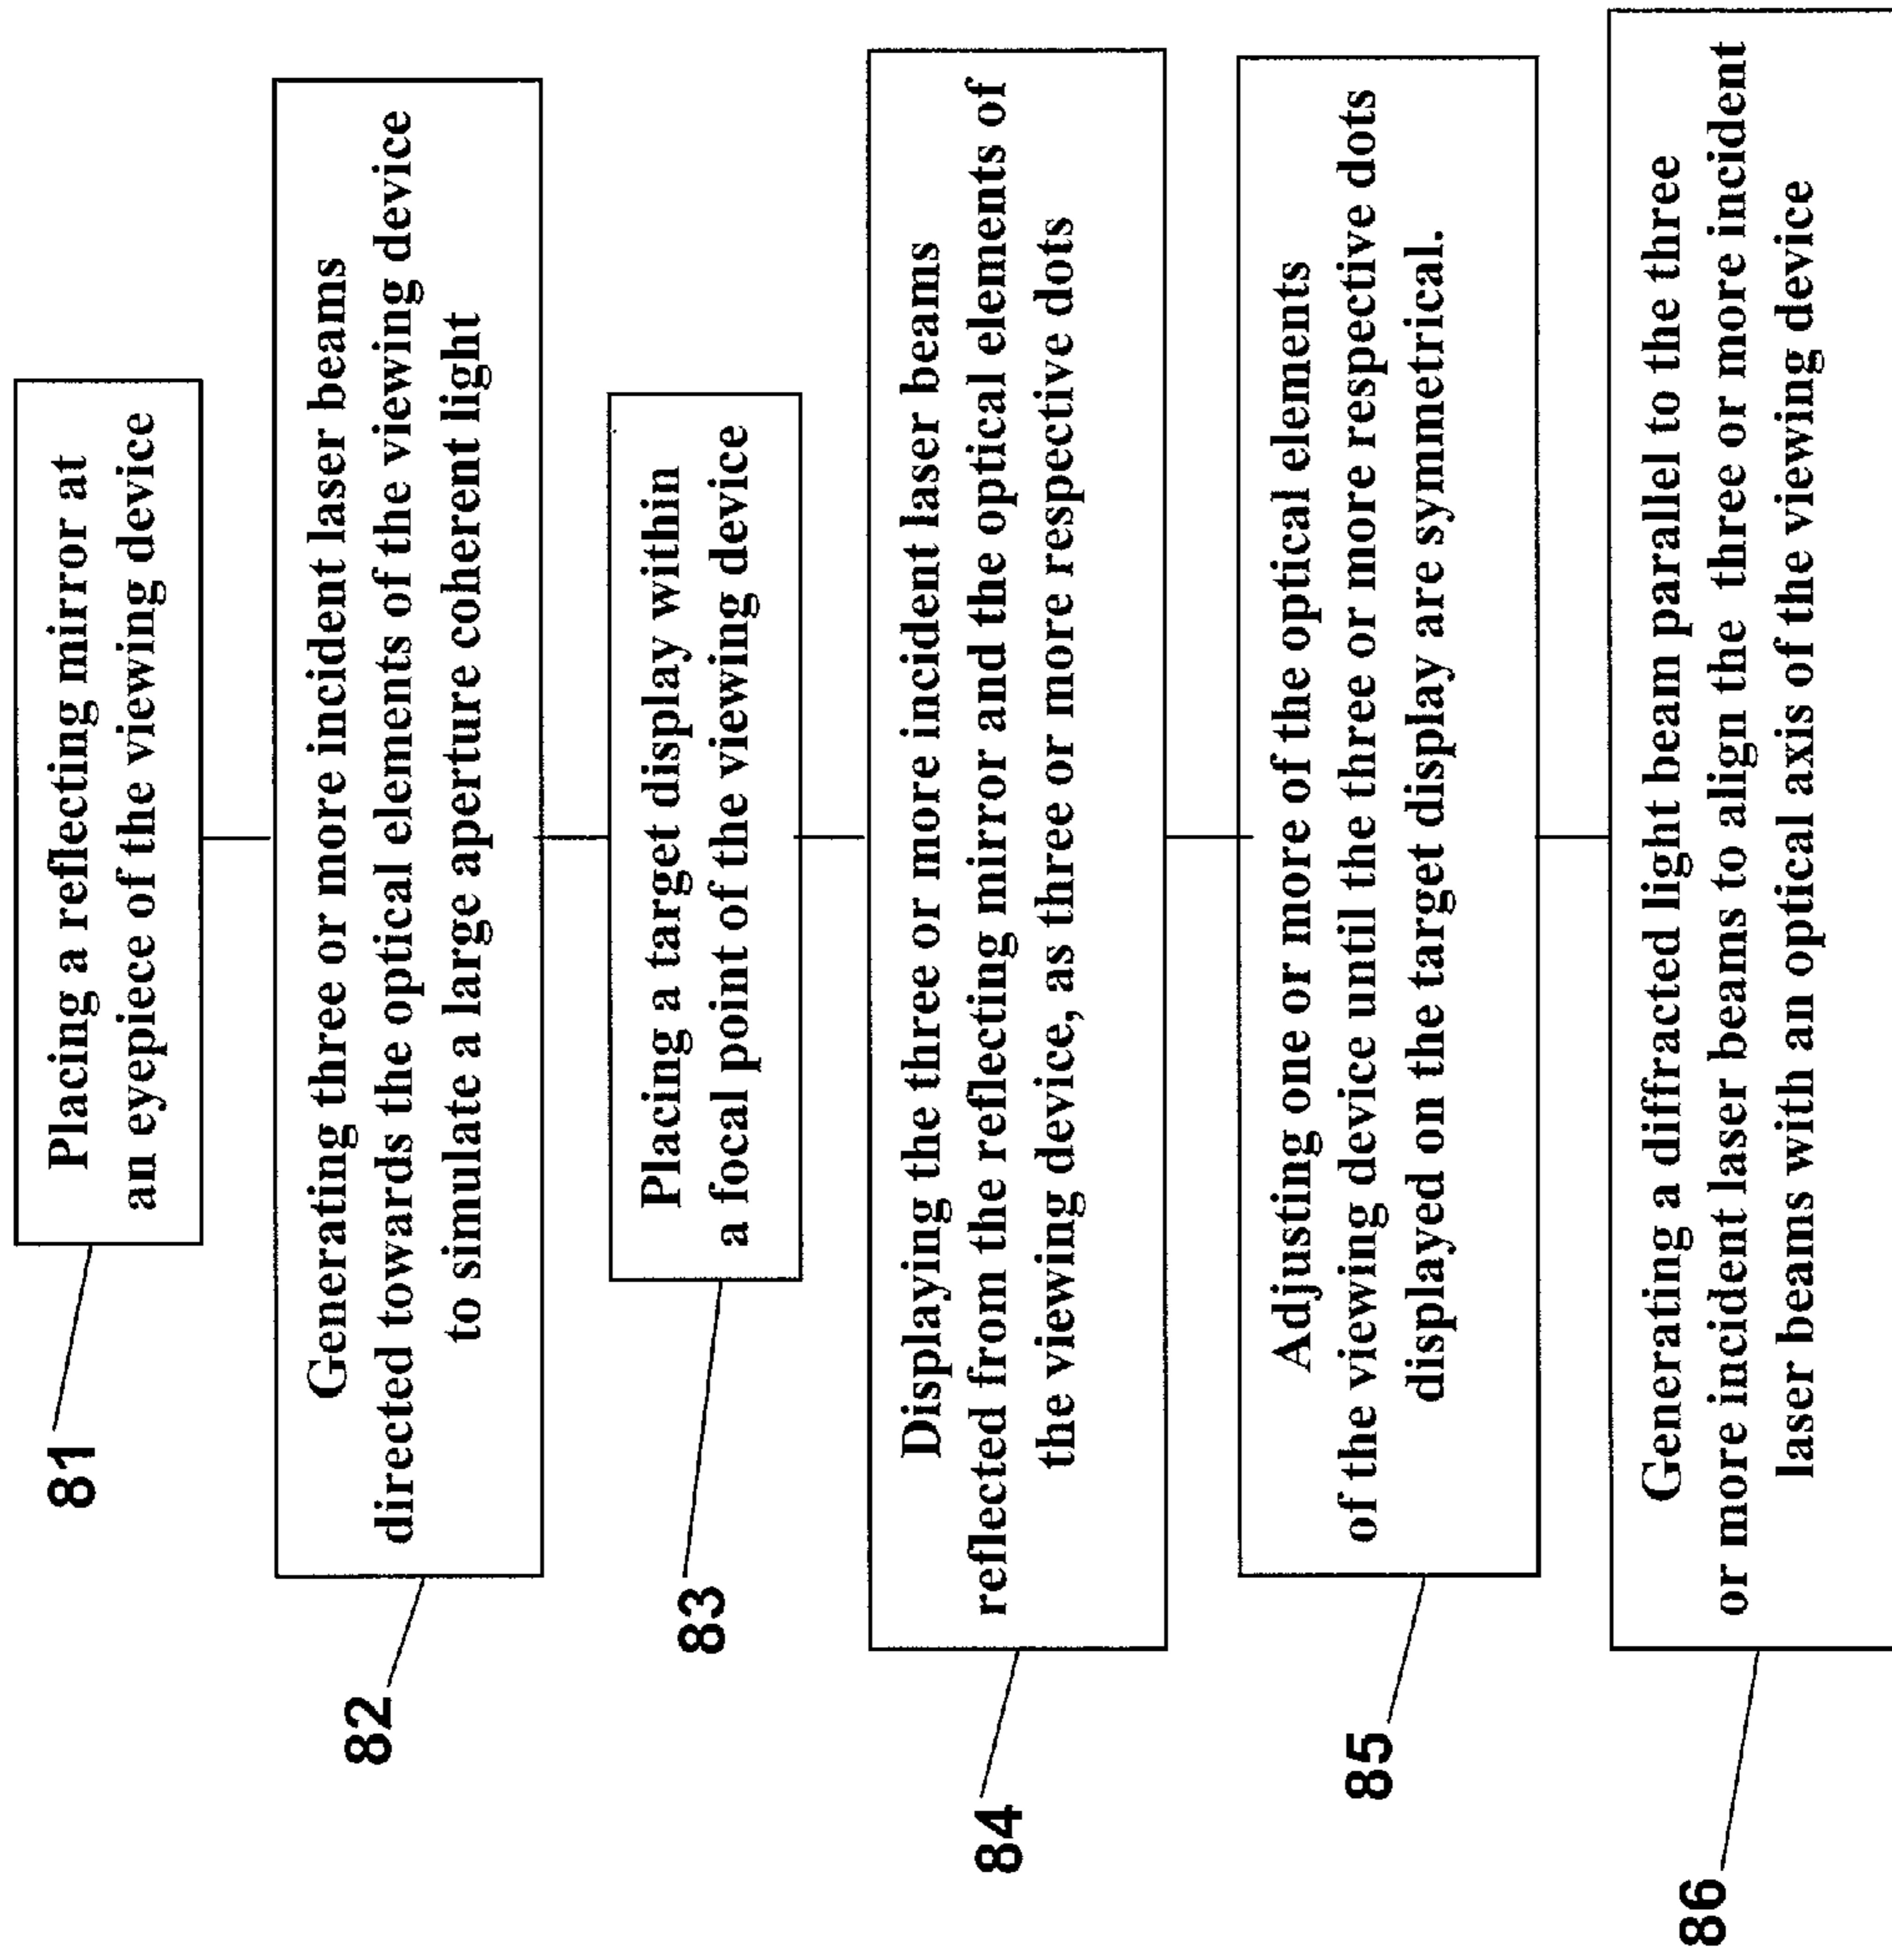 81
Placing a reflecting mirror at
an eyepiece of the viewing device
82
Generating three or more incident laser beams
directed towards the optical elements of the viewing device
to simulate a large aperture coherent light
83
Placing a target display within
a focal point of the viewing device
84
Displaying the three or more incident laser beams
reflected from the reflecting mirror and the optical elements of
the viewing device, as three or more respective dots
85
Adjusting one or more of the optical elements
of the viewing device until the three or more respective dots
displayed on the target display are symmetrical.
86
Generating a diffracted light beam parallel to the three
or more incident laser beams to align the three or more incident
laser beams with an optical axis of the viewing device